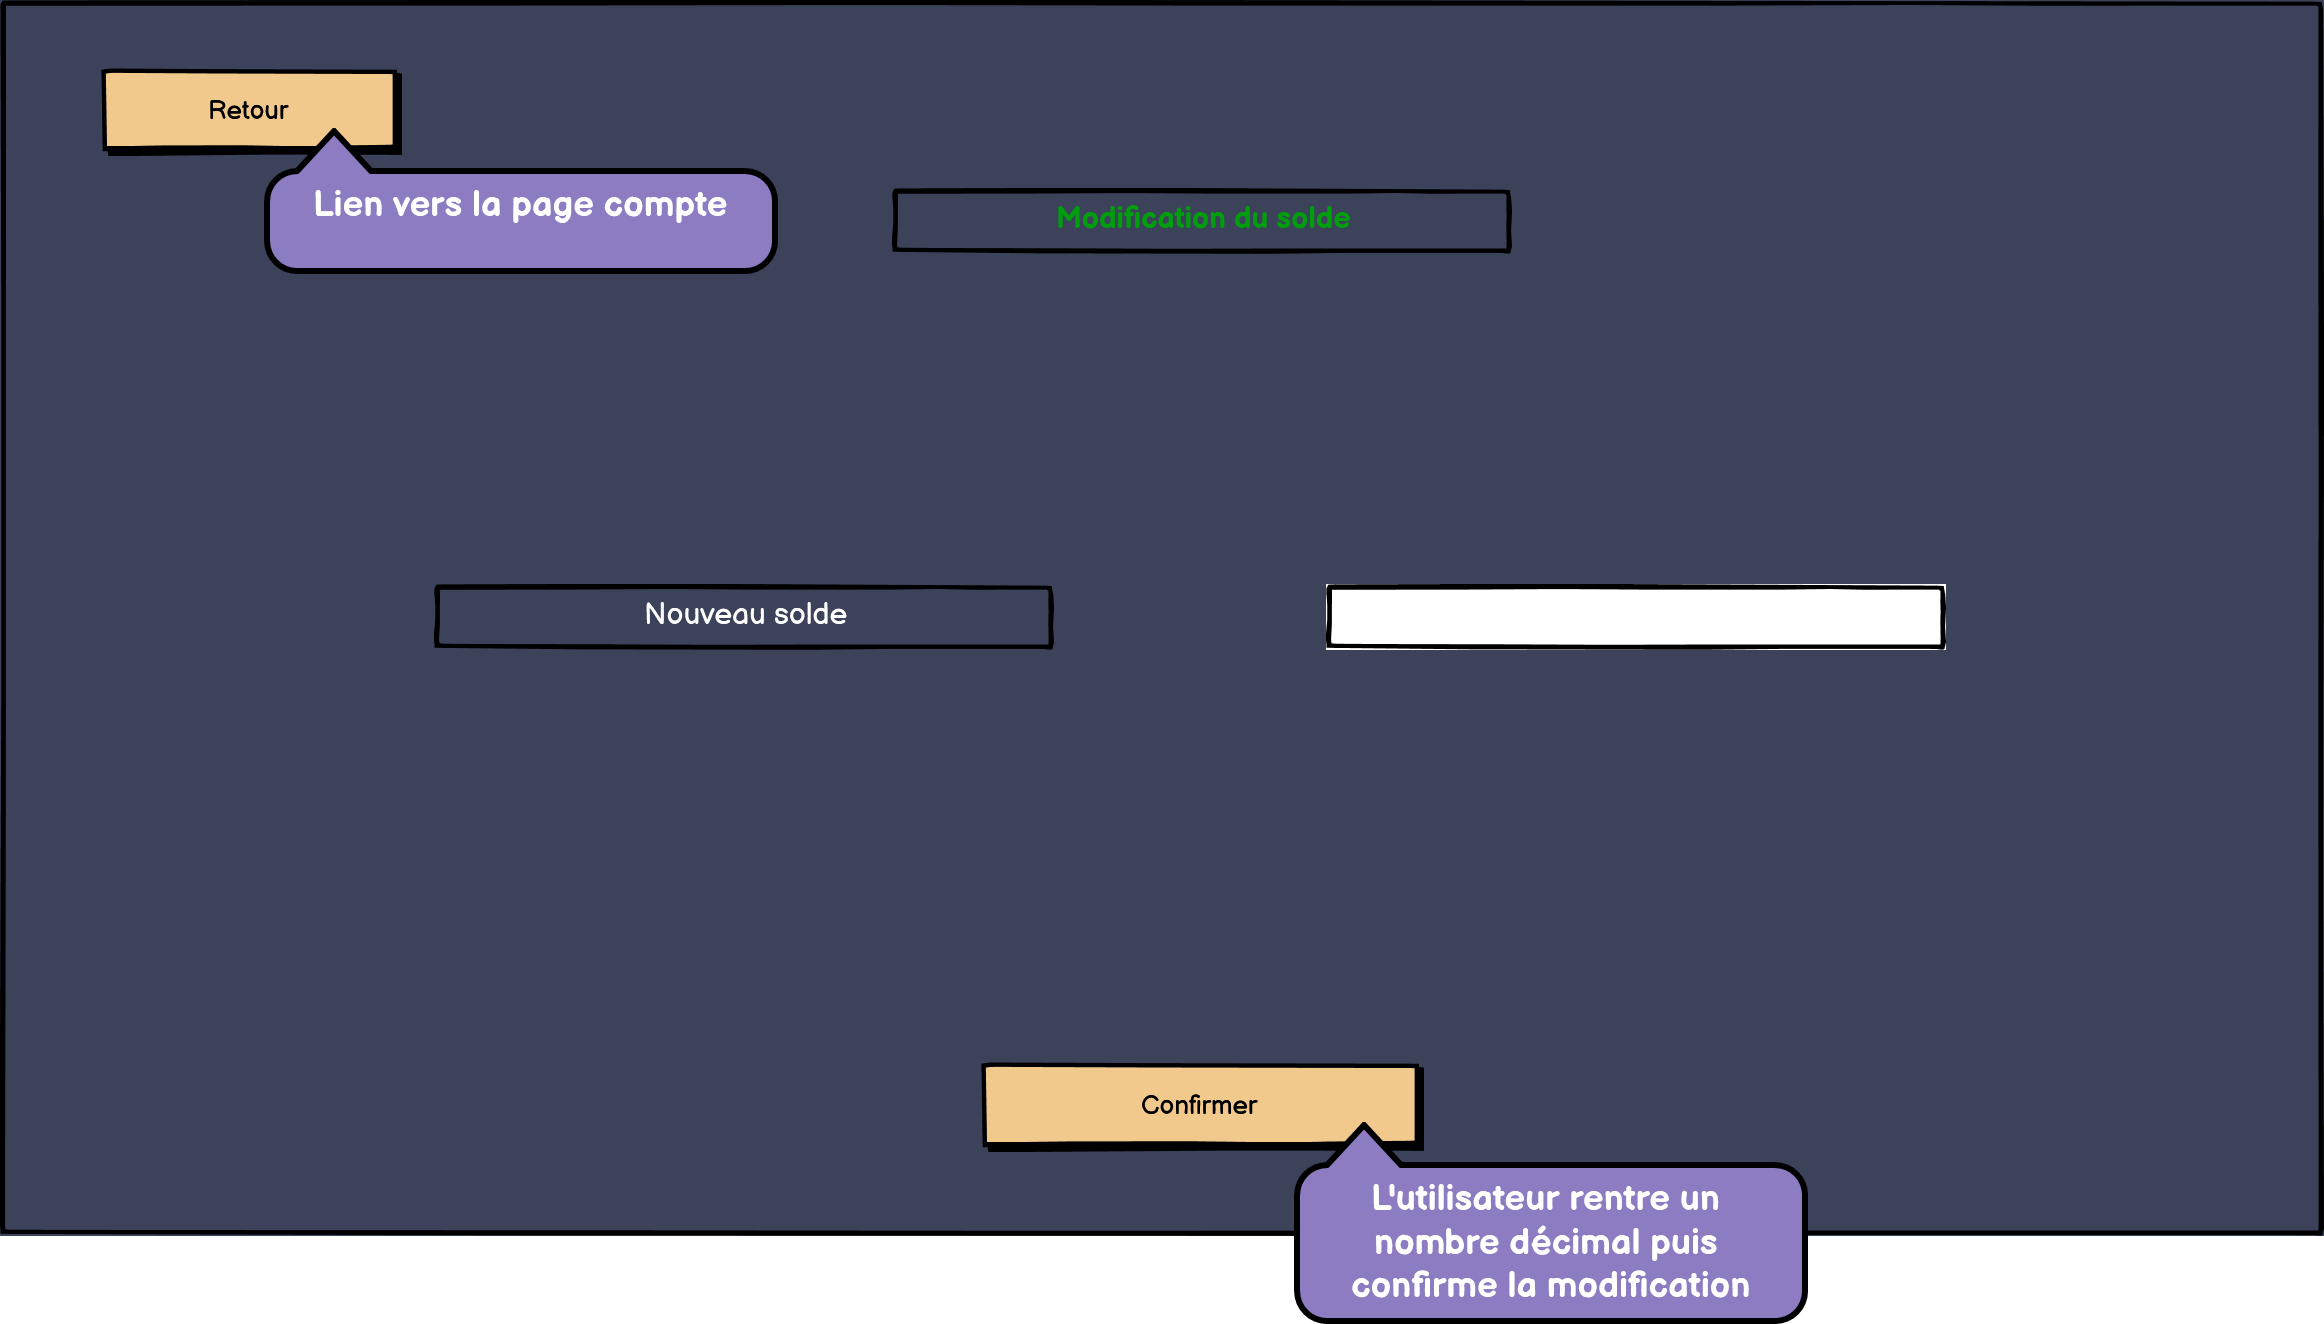 Retour
Lien vers la page compte
Modification du solde
Nouveau solde
Confirmer
L'utilisateur rentre un
nombre décimal puis
confirme la modification